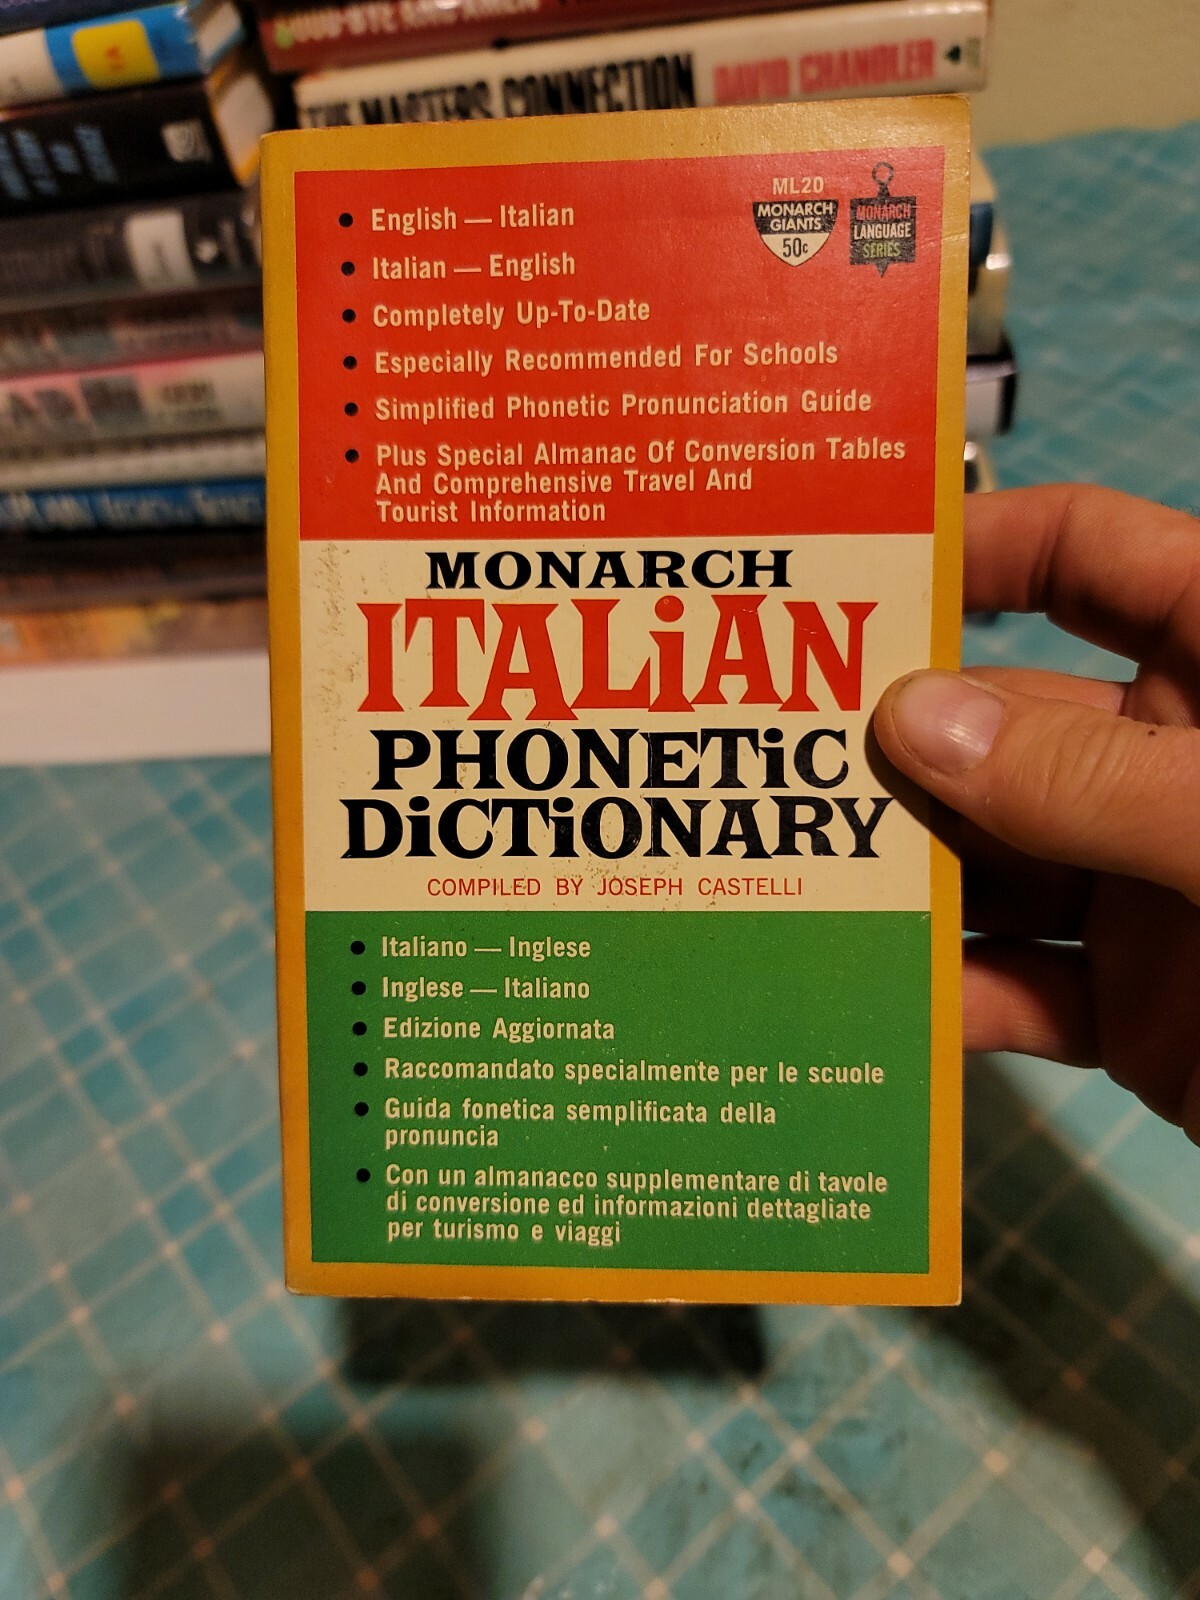 THE MASTERS CONNECTION DAVID CHANDLER
ML20
MONARCH
GIANTS
50c
MONARCH
LANGUAGE
SERIES
• English — Italian
• Italian — English
• Completely Up-To-Date
• Especially Recommended For Schools
• Simplified Phonetic Pronunciation Guide
• Plus Special Almanac Of Conversion Tables
And Comprehensive Travel And
Tourist Information
MONARCH
ITALiAN
PHONETiC
DiCTiONARY
COMPILED BY JOSEPH CASTELLI
• Italiano — Inglese
• Inglese — Italiano
• Edizione Aggiornata
• Raccomandato specialmente per le scuole
• Guida fonetica semplificata della
pronuncia
• Con un almanacco supplementare di tavole
di conversione ed informazioni dettagliate
per turismo e viaggi